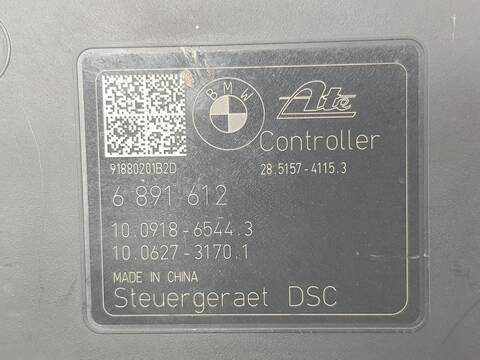 BMW
Ate
Controller
91880201B2D
28.5157-4115.3
6 891 612
10.0918-6544.3
10.0627-3170.1
MADE IN CHINA
Steuergeraet DSC